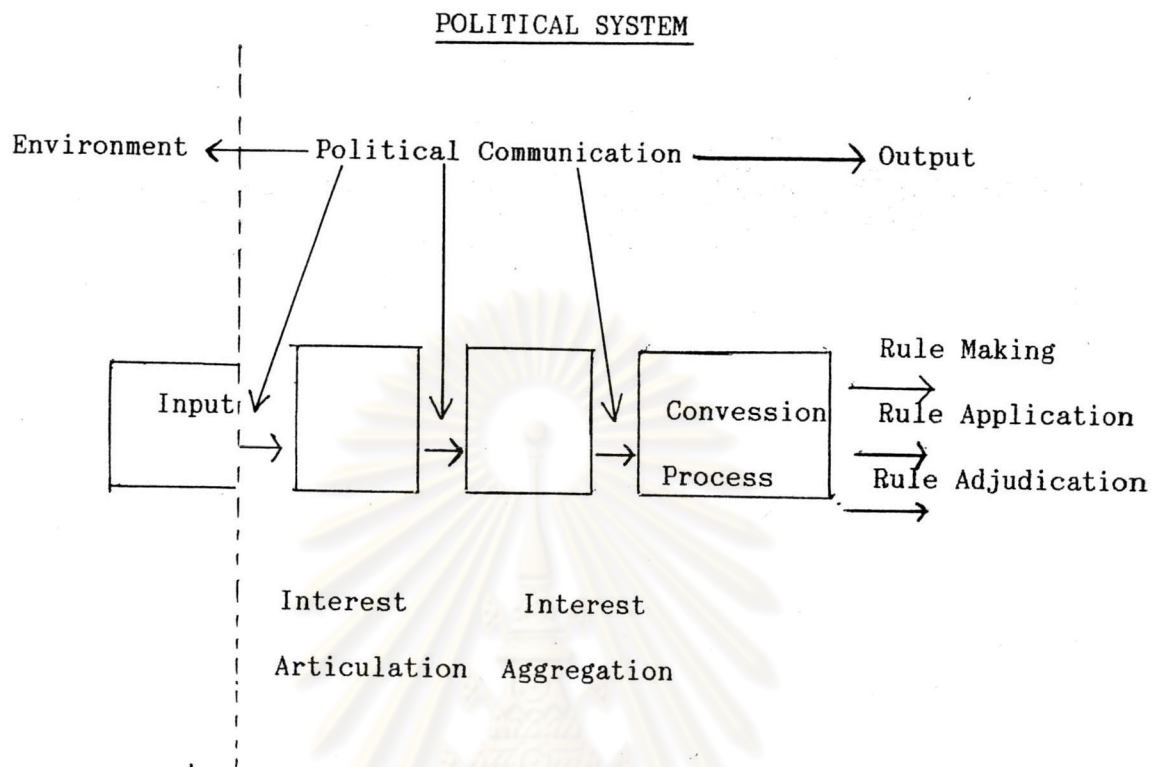 POLITICAL SYSTEM
Environment
Political Communication
Output
Input
Convession
Process
Rule Making
Rule Application
Rule Adjudication
Interest
Articulation
Interest
Aggregation